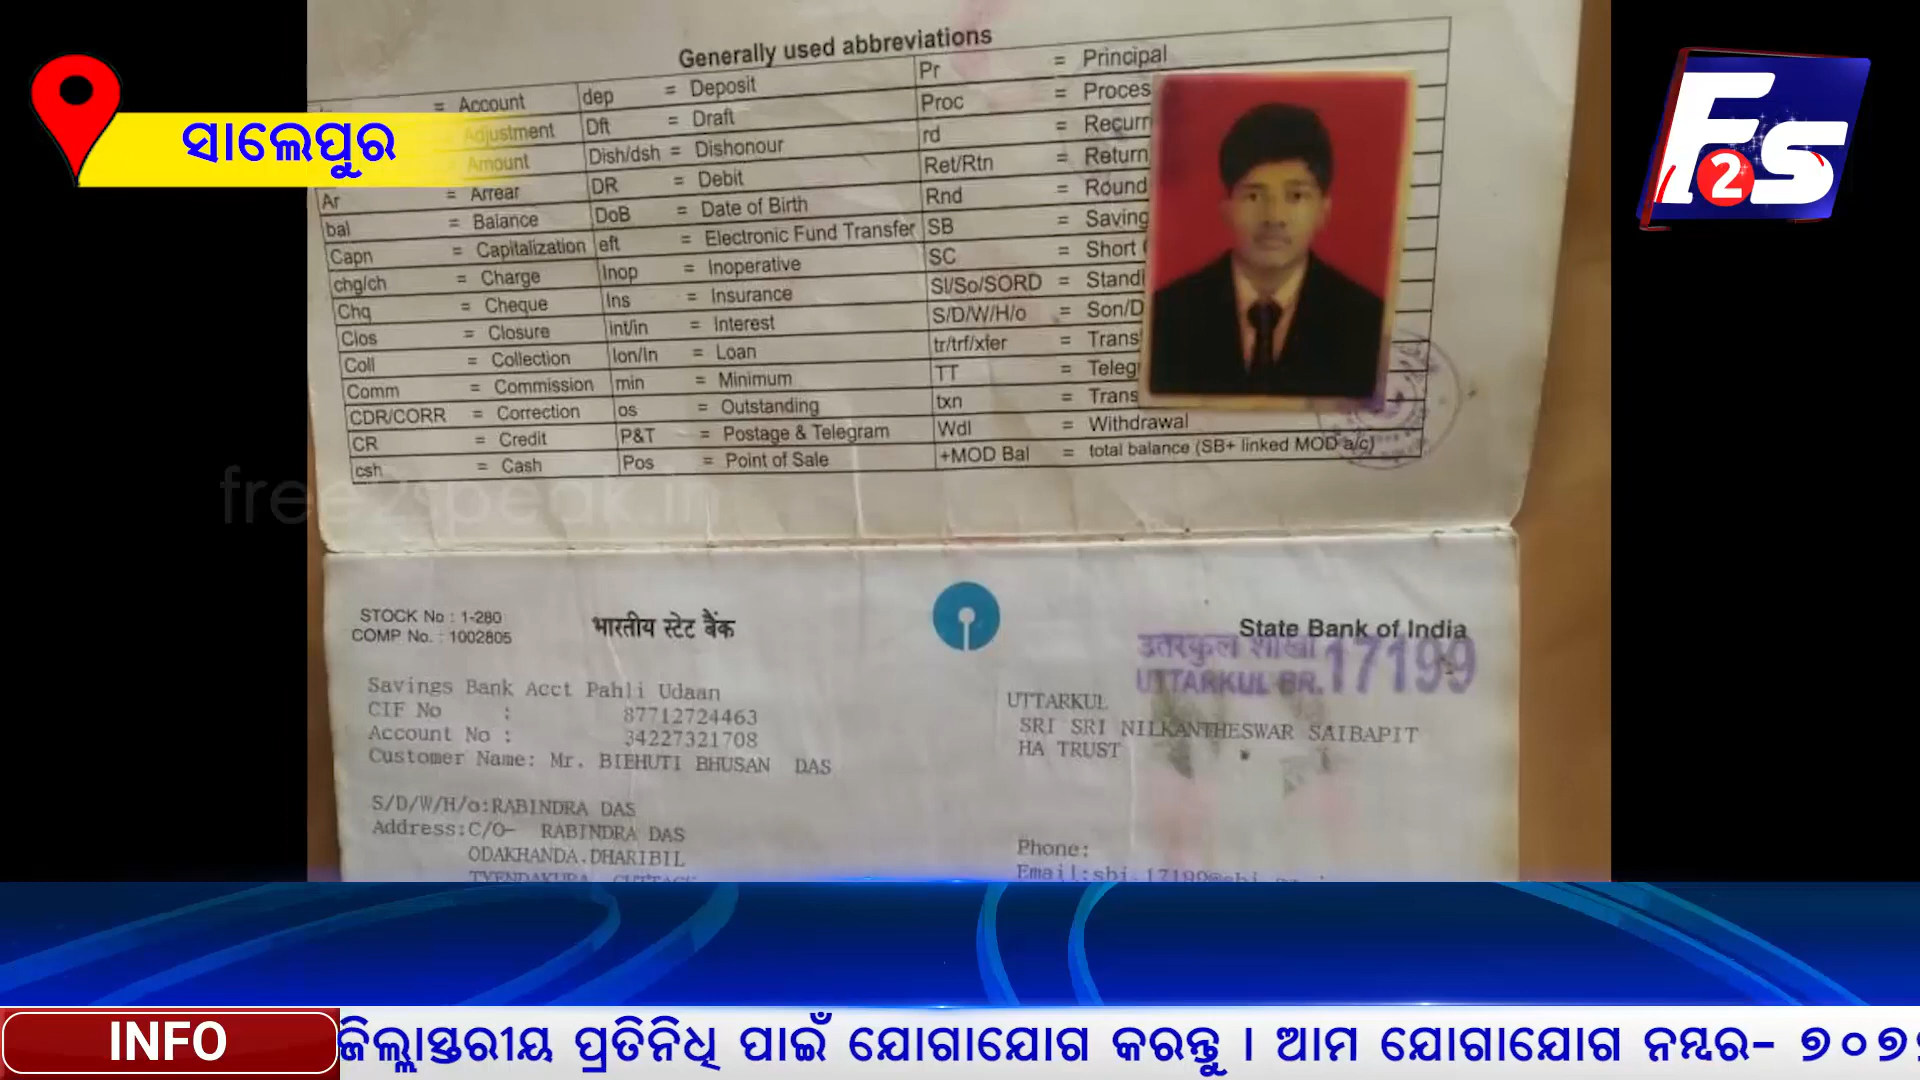 ସାଲେପୁର
F2S
Generally used abbreviations
= Account dep = Deposit Pr = Principal
Adjustment Dft = Draft Proc =
Amount Dish/dsh = Dishonour rd =
Ar = Arrear DR = Debit Ret/Rtn = Return
bal = Balance DoB = Date of Birth Rnd = Round
Capn = Capitalization eft = Electronic Fund Transfer SB = Saving
chg/ch = Charge Inop = Inoperative SC = Short
Chq = Cheque Ins = Insurance SI/So/SORD = Standi
Clos = Closure int/in = Interest S/D/W/H/o = Son/D
Coll = Collection lon/ln = Loan tr/trf/xfer = Trans
Comm = Commission min = Minimum TT = Teleg
CDR/CORR = Correction os = Outstanding txn = Trans
CR = Credit P&T = Postage & Telegram Wdl = Withdrawal
csh = Cash Pos = Point of Sale +MOD Bal = total balance (SB+ linked MOD a/c)
free2speak.in
STOCK No : 1-280
COMP No. : 1002805
भारतीय स्टेट बैंक
State Bank of India
उतरकुल शाखा 17199
UTTARKUL BR.
Savings Bank Acct Pahli Udaan
CIF No : 87712724463
Account No : 34227321708
Customer Name: Mr. BIBHUTI BHUSAN DAS
UTTARKUL
SRI SRI NILKANTHESWAR SAIBAPIT
HA TRUST
S/D/W/H/o:RABINDRA DAS
Address:C/O- RABINDRA DAS
ODAKHANDA.DHARIBIL
Phone:
INFO
ଜିଲ୍ଲାସ୍ତରୀୟ ପ୍ରତିନିଧି ପାଇଁ ଯୋଗାଯୋଗ କରନ୍ତୁ । ଆମ ଯୋଗାଯୋଗ ନମ୍ବର– ୭୦୭